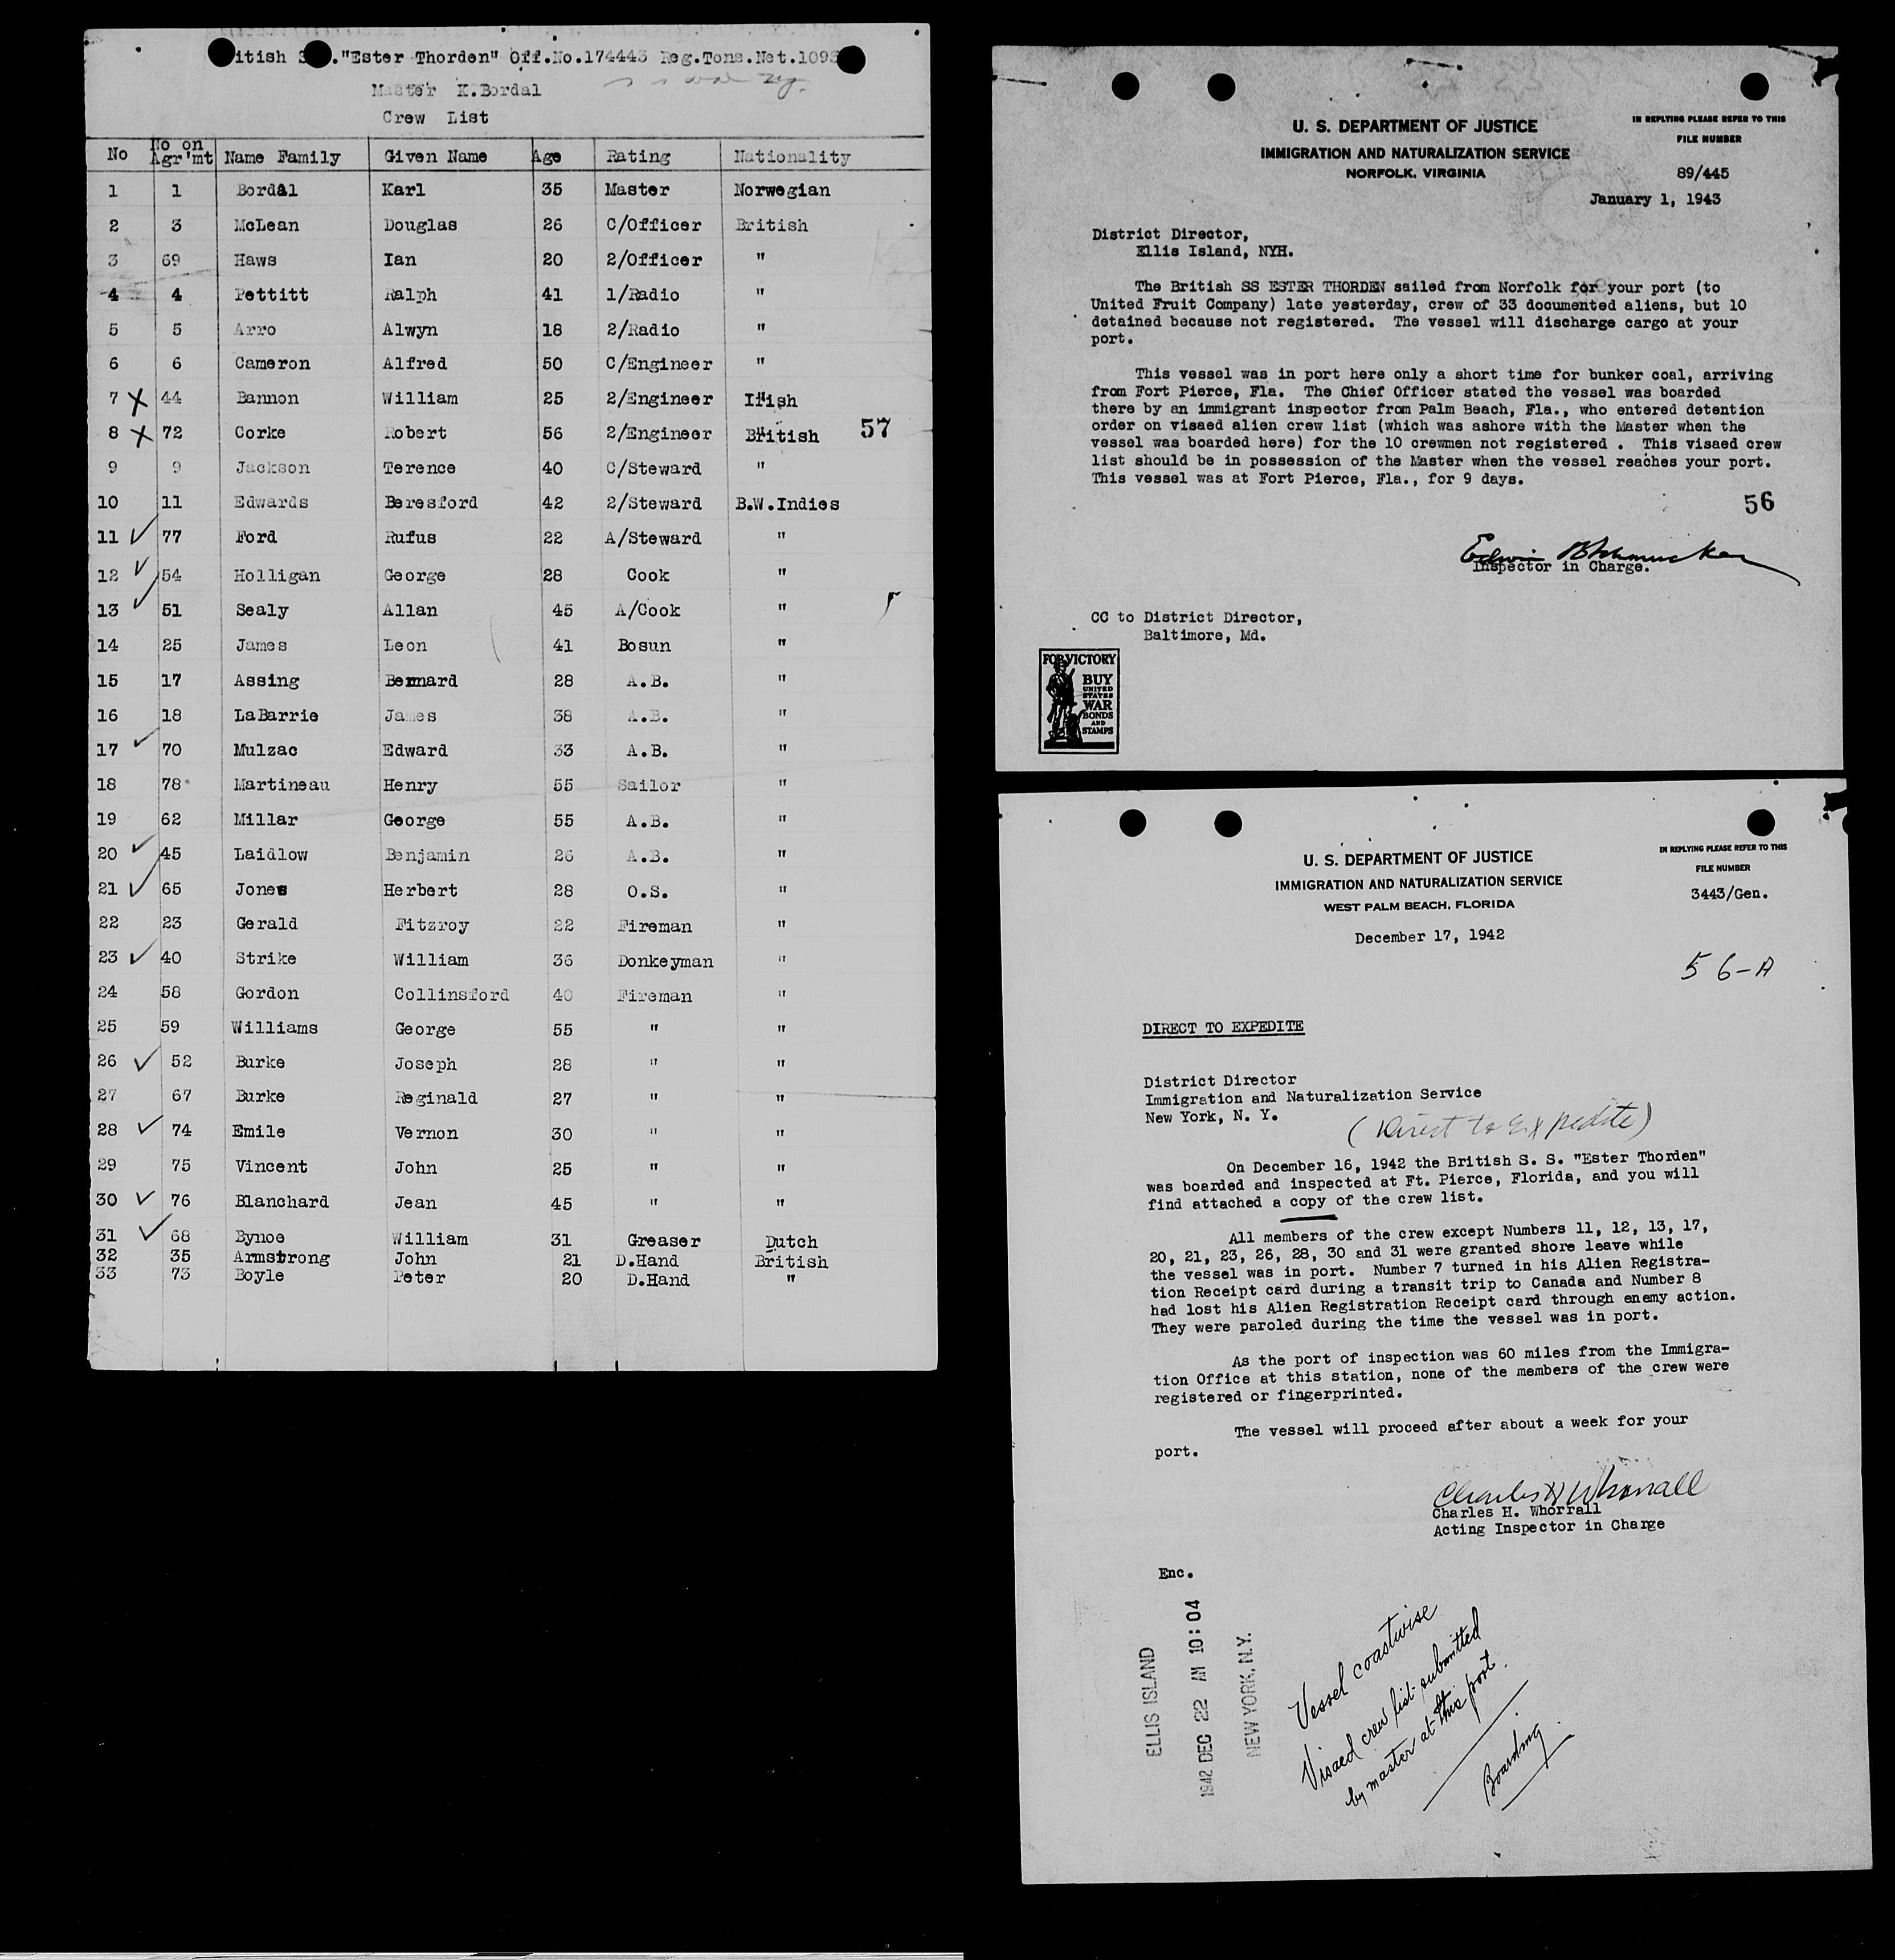 itish S . "Ester Thorden" Off.No.174443 Reg.Tons.Net.1093
Master K.Bordal
Crew List
No No on Agr'mt Name Family Given Name Age Rating Nationality
1 1 Bordal Karl 35 Master Norwegian
2 3 McLean Douglas 26 C/Officer British
3 69 Haws Ian 20 2/Officer "
4 4 Pettitt Ralph 41 1/Radio "
5 5 Arro Alwyn 18 2/Radio "
6 6 Cameron Alfred 50 C/Engineer "
7 X 44 Bannon William 25 2/Engineer Irish
8 X 72 Corke Robert 56 2/Engineer British 57
9 9 Jackson Terence 40 C/Steward "
10 11 Edwards Beresford 42 2/Steward B.W.Indies
11 ✓ 77 Ford Rufus 22 A/Steward "
12 ✓ 54 Holligan George 28 Cook "
13 ✓ 51 Sealy Allan 45 A/Cook "
14 25 James Leon 41 Bosun "
15 17 Assing Bernard 28 A.B. "
16 18 LaBarrie James 38 A.B. "
17 ✓ 70 Mulzac Edward 33 A.B. "
18 78 Martineau Henry 55 Sailor "
19 62 Millar George 55 A.B. "
20 ✓ 45 Laidlow Benjamin 26 A.B. "
21 ✓ 65 Jones Herbert 28 O.S. "
22 23 Gerald Fitzroy 22 Fireman "
23 ✓ 40 Strike William 36 Donkeyman "
24 58 Gordon Collinsford 40 Fireman "
25 59 Williams George 55 " "
26 ✓ 52 Burke Joseph 28 " "
27 67 Burke Reginald 27 " "
28 ✓ 74 Emile Vernon 30 " "
29 75 Vincent John 25 " "
30 ✓ 76 Blanchard Jean 45 " "
31 ✓ 68 Bynoe William 31 Greaser Dutch
32 35 Armstrong John 21 D.Hand British
33 73 Boyle Peter 20 D.Hand "
U. S. DEPARTMENT OF JUSTICE
IMMIGRATION AND NATURALIZATION SERVICE
NORFOLK, VIRGINIA
IN REPLYING PLEASE REFER TO THIS
FILE NUMBER
89/445
January 1, 1943
District Director,
Ellis Island, NYH.
The British SS ESTER THORDEN sailed from Norfolk for your port (to
United Fruit Company) late yesterday, crew of 33 documented aliens, but 10
detained because not registered. The vessel will discharge cargo at your
port.
This vessel was in port here only a short time for bunker coal, arriving
from Fort Pierce, Fla. The Chief Officer stated the vessel was boarded
there by an immigrant inspector from Palm Beach, Fla., who entered detention
order on visaed alien crew list (which was ashore with the Master when the
vessel was boarded here) for the 10 crewmen not registered . This visaed crew
list should be in possession of the Master when the vessel reaches your port.
This vessel was at Fort Pierce, Fla., for 9 days.
56
Inspector in Charge.
CC to District Director,
Baltimore, Md.
FOR VICTORY
BUY
UNITED
STATES
WAR
BONDS
AND
STAMPS
U. S. DEPARTMENT OF JUSTICE
IMMIGRATION AND NATURALIZATION SERVICE
WEST PALM BEACH, FLORIDA
IN REPLYING PLEASE REFER TO THIS
FILE NUMBER
3443/Gen.
December 17, 1942
56-A
DIRECT TO EXPEDITE
District Director
Immigration and Naturalization Service
New York, N. Y.
(Direct to Expedite)
On December 16, 1942 the British S. S. "Ester Thorden"
was boarded and inspected at Ft. Pierce, Florida, and you will
find attached a copy of the crew list.
All members of the crew except Numbers 11, 12, 13, 17,
20, 21, 23, 26, 28, 30 and 31 were granted shore leave while
the vessel was in port. Number 7 turned in his Alien Registra-
tion Receipt card during a transit trip to Canada and Number 8
had lost his Alien Registration Receipt card through enemy action.
They were paroled during the time the vessel was in port.
As the port of inspection was 60 miles from the Immigra-
tion Office at this station, none of the members of the crew were
registered or fingerprinted.
The vessel will proceed after about a week for your
port.
Charles H Whorrall
Charles H. Whorrall
Acting Inspector in Charge
Enc.
ELLIS ISLAND
1942 DEC 22 AM 10:04
NEW YORK, N.Y.
Vessel coastwise
Visaed crew list submitted
by master at this port.
Boarding